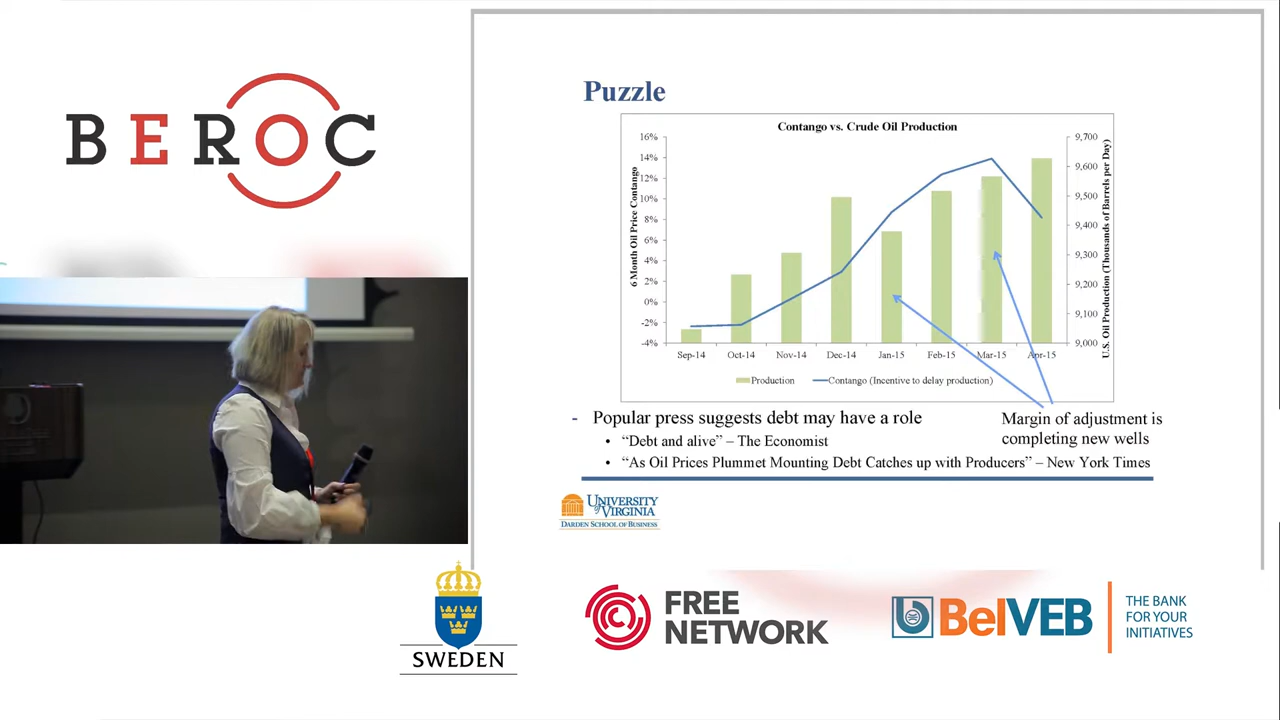 BEROC
Puzzle
Contango vs. Crude Oil Production
6 Month Oil Price Contango
16%
14%
12%
10%
8%
6%
4%
2%
0%
-2%
-4%
9,700
9,600
9,500
9,400
9,300
9,200
9,100
9,000
U.S. Oil Production (Thousands of Barrels per Day)
Sep-14 Oct-14 Nov-14 Dec-14 Jan-15 Feb-15 Mar-15 Apr-15
Production Contango (Incentive to delay production)
- Popular press suggests debt may have a role
• “Debt and alive” – The Economist
• “As Oil Prices Plummet Mounting Debt Catches up with Producers” – New York Times
Margin of adjustment is
completing new wells
UNIVERSITY
of VIRGINIA
DARDEN SCHOOL OF BUSINESS
SWEDEN
FREE
NETWORK
BelVEB
THE BANK
FOR YOUR
INITIATIVES